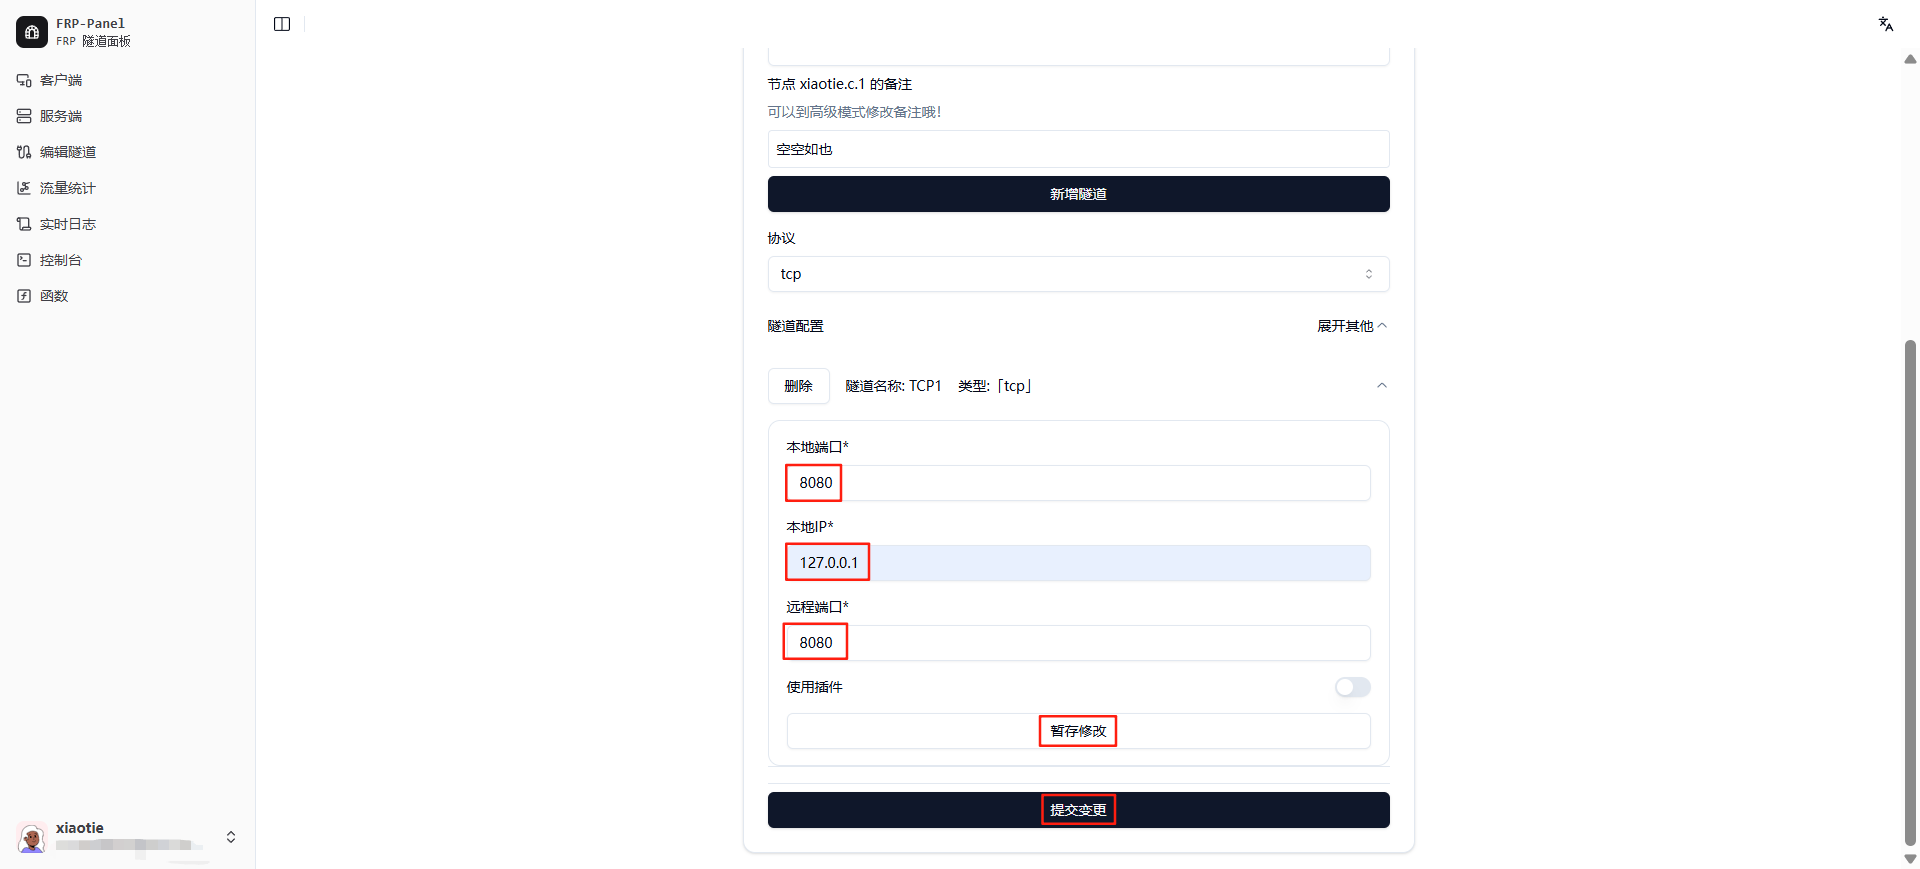 FRP-Panel
FRP 隧道面板
客户端
服务端
编辑隧道
流量统计
实时日志
控制台
函数
xiaotie
节点 xiaotie.c.1 的备注
可以到高级模式修改备注哦!
空空如也
新增隧道
协议
tcp
隧道配置
展开其他
删除
隧道名称: TCP1 类型:「tcp」
本地端口*
8080
本地IP*
127.0.0.1
远程端口*
8080
使用插件
暂存修改
提交变更